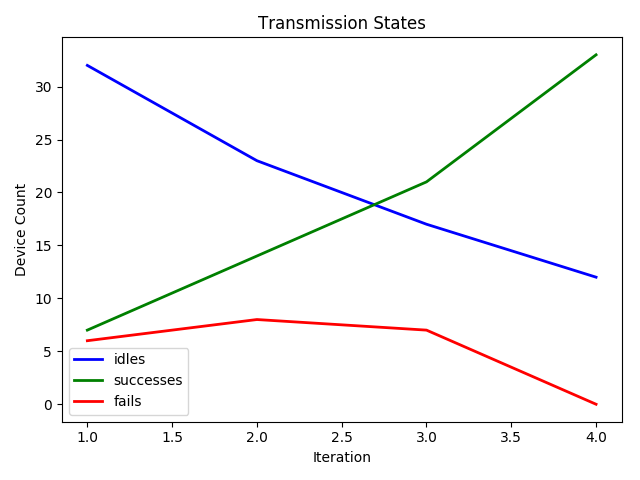 Transmission States
Device Count
30
25
20
15
10
5
0
idles
successes
fails
1.0 1.5 2.0 2.5 3.0 3.5 4.0
Iteration